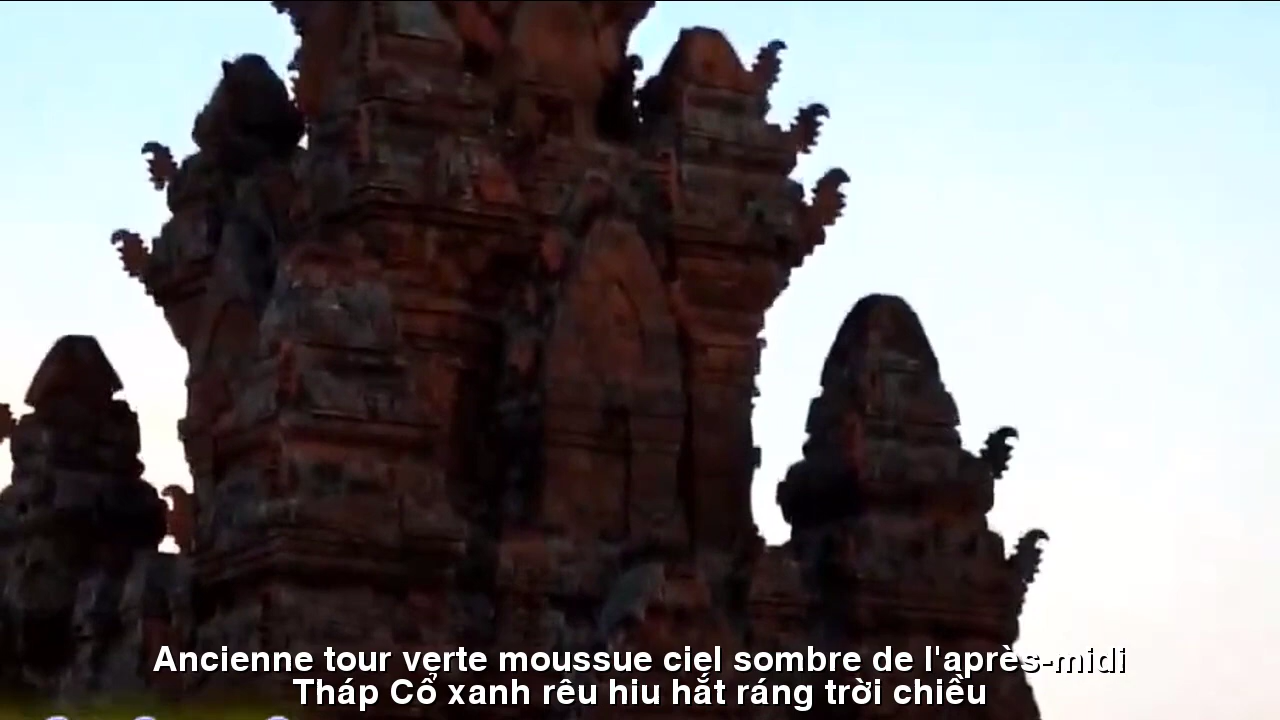 Ancienne tour verte moussue ciel sombre de l'après-midi
Tháp Cổ xanh rêu hiu hắt ráng trời chiều